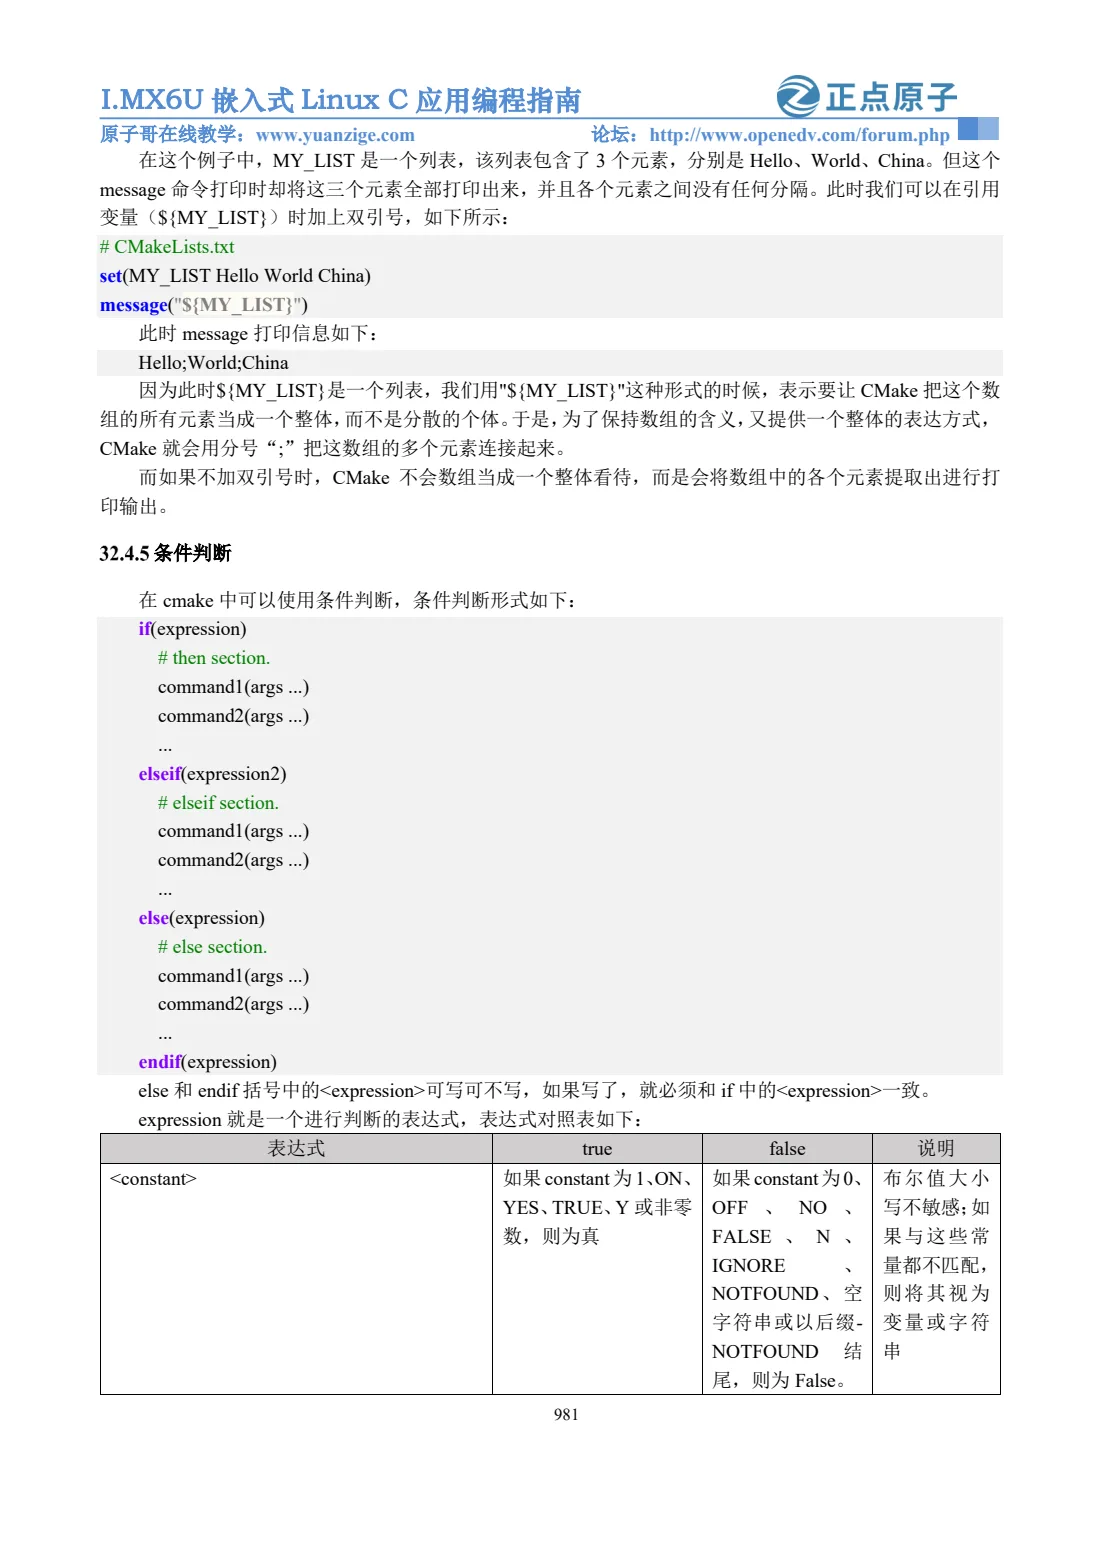 I.MX6U 嵌入式 Linux C 应用编程指南
正点原子
原子哥在线教学：www.yuanzige.com 论坛：http://www.openedv.com/forum.php
在这个例子中，MY_LIST 是一个列表，该列表包含了 3 个元素，分别是 Hello、World、China。但这个
message 命令打印时却将这三个元素全部打印出来，并且各个元素之间没有任何分隔。此时我们可以在引用
变量（${MY_LIST}）时加上双引号，如下所示：
# CMakeLists.txt
set(MY_LIST Hello World China)
message("${MY_LIST}")
此时 message 打印信息如下：
Hello;World;China
因为此时${MY_LIST}是一个列表，我们用"${MY_LIST}"这种形式的时候，表示要让 CMake 把这个数
组的所有元素当成一个整体，而不是分散的个体。于是，为了保持数组的含义，又提供一个整体的表达方式，
CMake 就会用分号“;”把这数组的多个元素连接起来。
而如果不加双引号时，CMake 不会数组当成一个整体看待，而是会将数组中的各个元素提取出进行打
印输出。
32.4.5 条件判断
在 cmake 中可以使用条件判断，条件判断形式如下：
if(expression)
# then section.
command1(args ...)
command2(args ...)
...
elseif(expression2)
# elseif section.
command1(args ...)
command2(args ...)
...
else(expression)
# else section.
command1(args ...)
command2(args ...)
...
endif(expression)
else 和 endif 括号中的<expression>可写可不写，如果写了，就必须和 if 中的<expression>一致。
expression 就是一个进行判断的表达式，表达式对照表如下：
表达式 true false 说明
<constant>
如果 constant 为 1、ON、
YES、TRUE、Y 或非零
数，则为真
如果 constant 为 0、
OFF 、 NO 、
FALSE 、 N 、
IGNORE 、
NOTFOUND、空
字符串或以后缀-
NOTFOUND 结
尾，则为 False。
布尔值大小
写不敏感；如
果与这些常
量都不匹配，
则将其视为
变量或字符
串
981